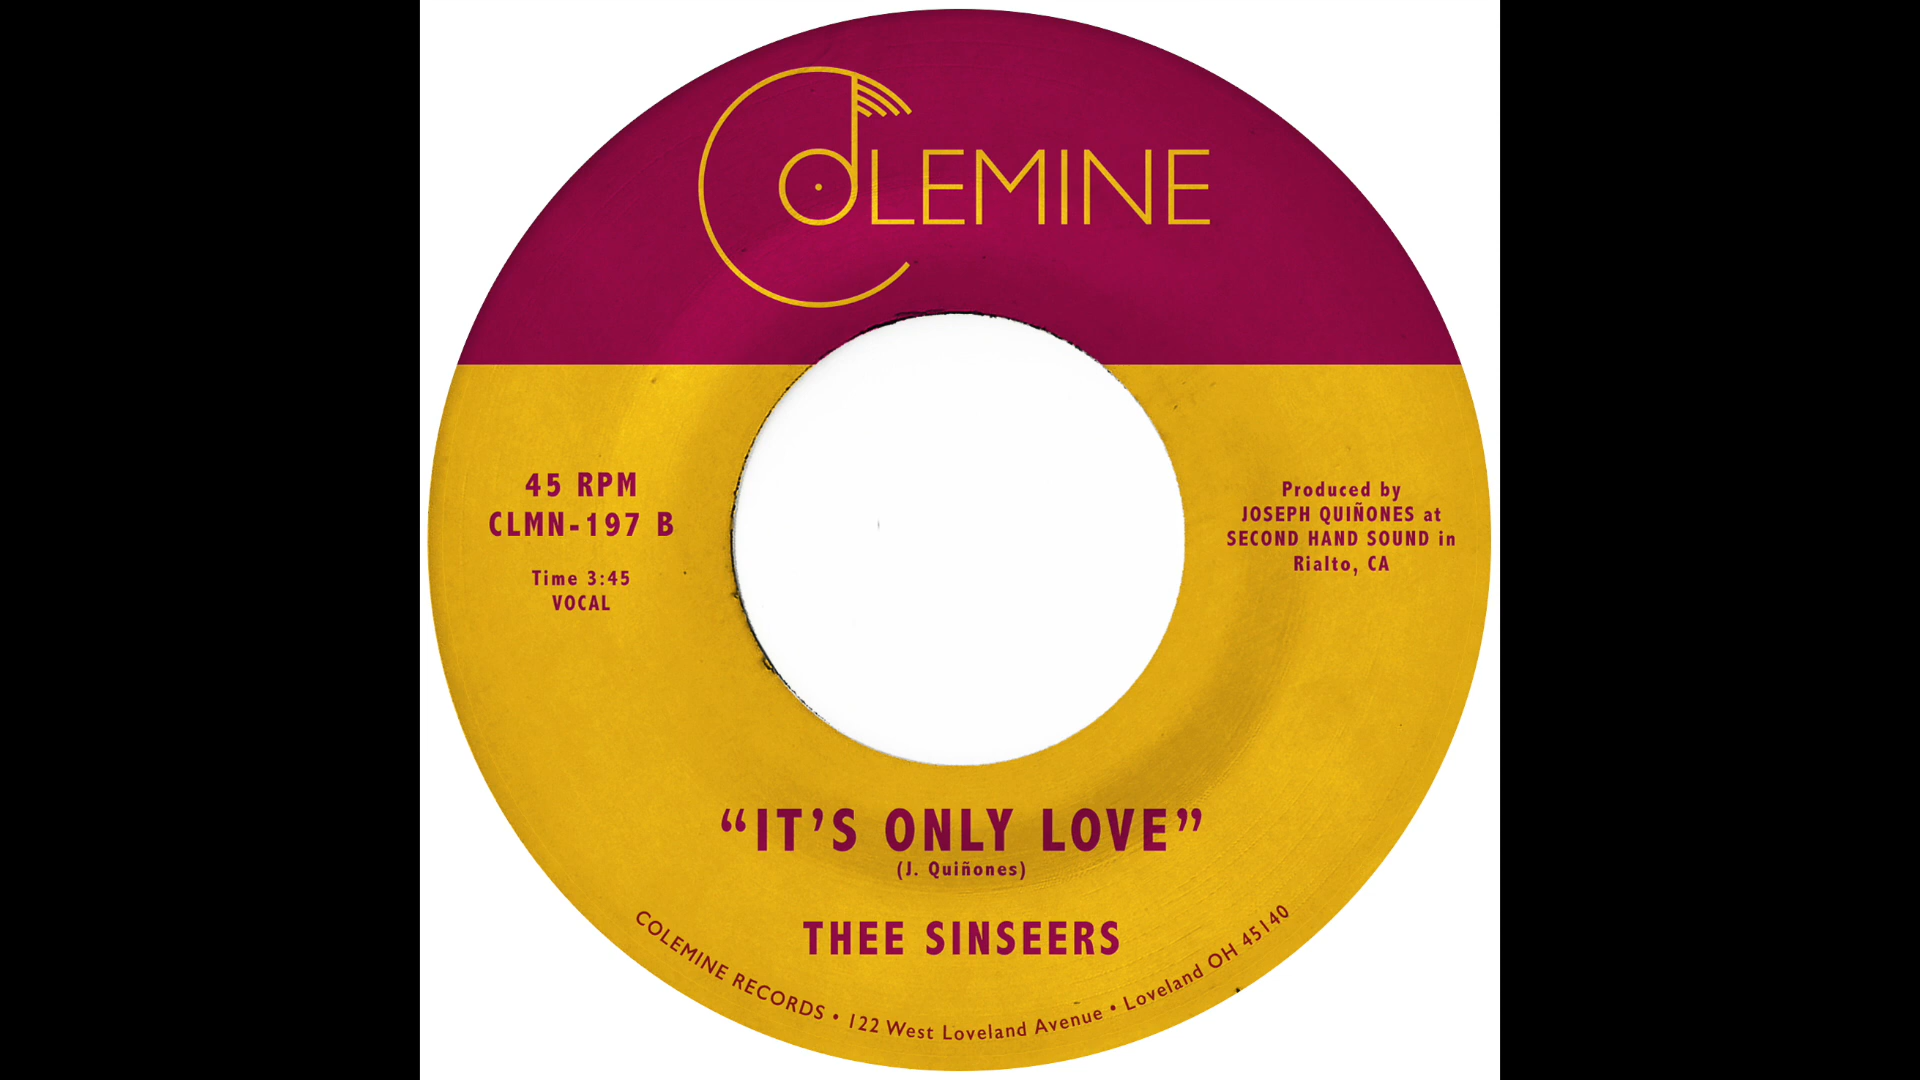 COLEMINE
45 RPM
CLMN-197 B
Time 3:45
VOCAL
Produced by
JOSEPH QUIÑONES at
SECOND HAND SOUND in
Rialto, CA
“IT’S ONLY LOVE”
(J. Quiñones)
THEE SINSEERS
COLEMINE RECORDS • 122 West Loveland Avenue • Loveland OH 45140